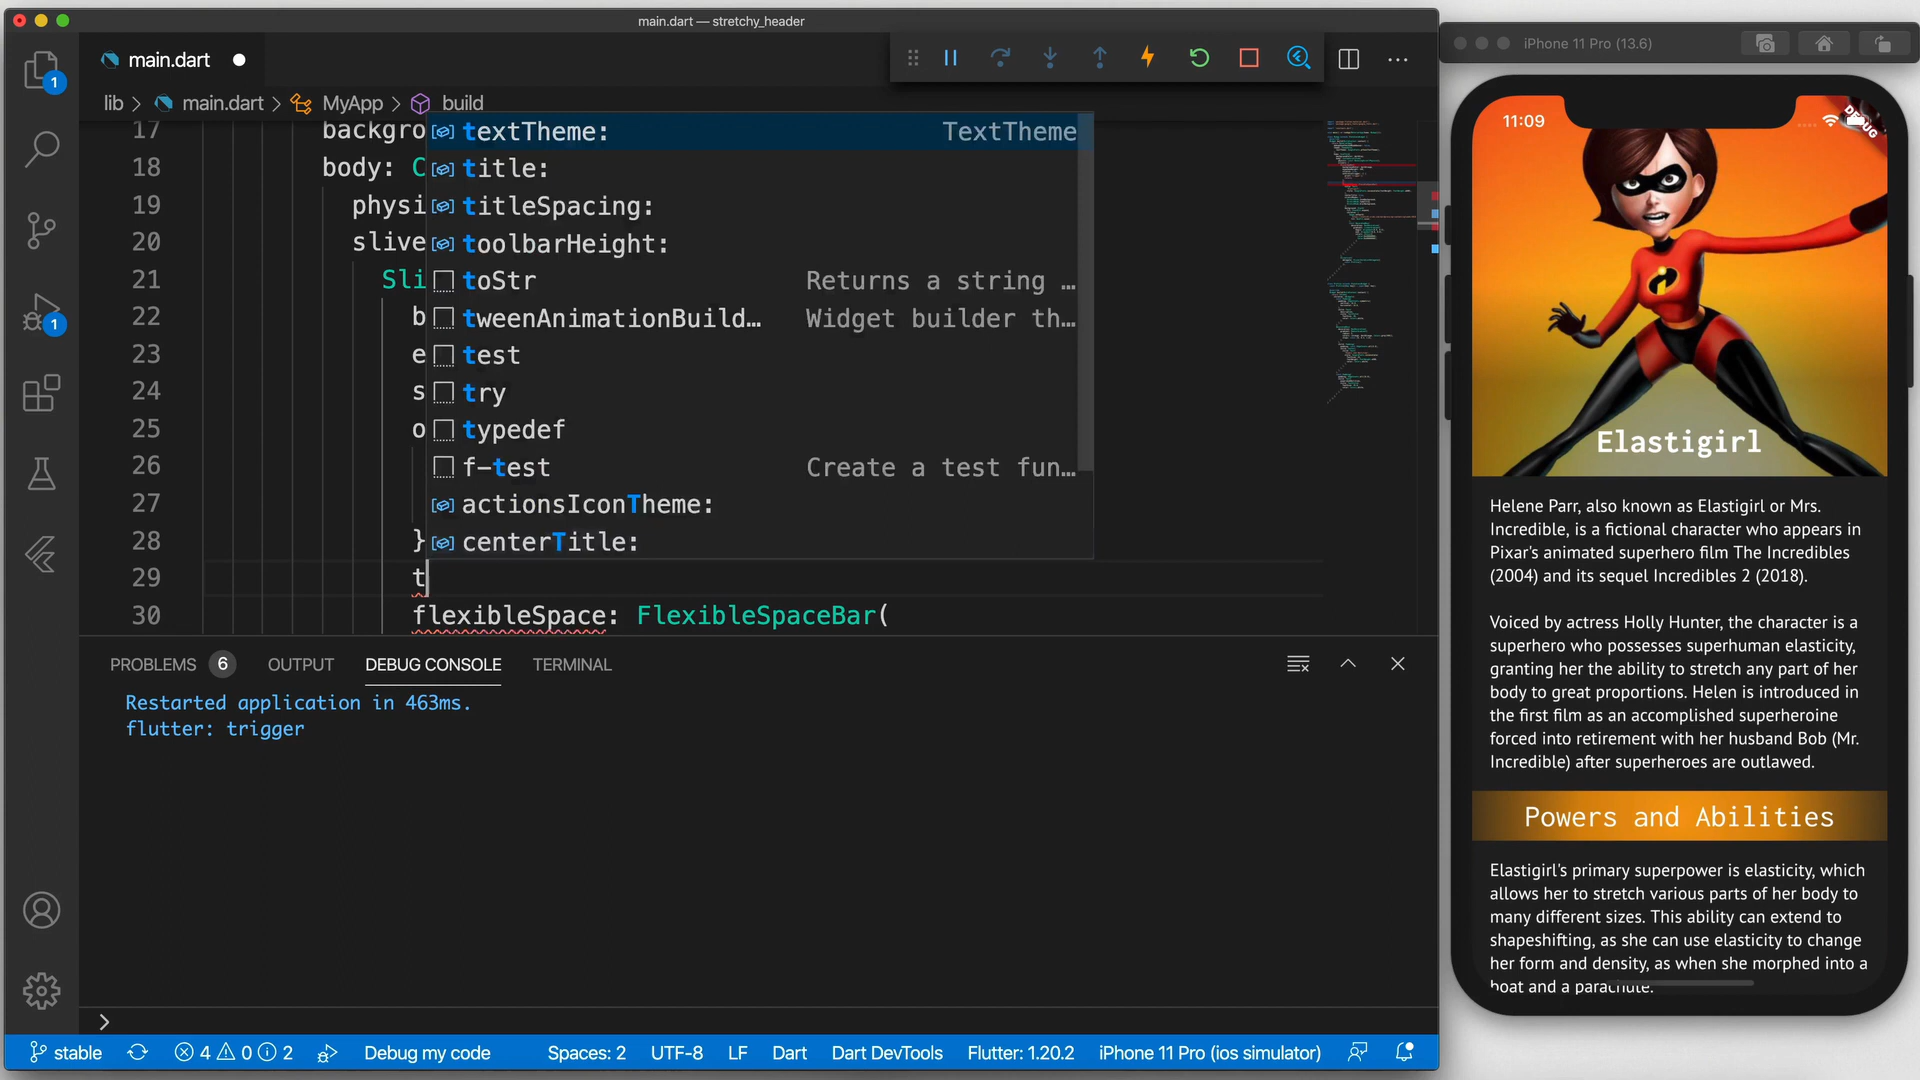 main.dart — stretchy_header
main.dart
lib > main.dart > MyApp > build
17 backgro
18 body: C
19 physi
20 slive
21 Sli
22 b
23 e
24 s
25 o
26
27
28 }
29 t
30 flexibleSpace: FlexibleSpaceBar(
textTheme: TextTheme
title:
titleSpacing:
toolbarHeight:
toStr Returns a string …
tweenAnimationBuild… Widget builder th…
test
try
typedef
f-test Create a test fun…
actionsIconTheme:
centerTitle:
1
1
PROBLEMS 6 OUTPUT DEBUG CONSOLE TERMINAL
Restarted application in 463ms.
flutter: trigger
>
stable 4 0 2 Debug my code Spaces: 2 UTF-8 LF Dart Dart DevTools Flutter: 1.20.2 iPhone 11 Pro (ios simulator)
iPhone 11 Pro (13.6)
11:09
DEBUG
Elastigirl
Helene Parr, also known as Elastigirl or Mrs.
Incredible, is a fictional character who appears in
Pixar's animated superhero film The Incredibles
(2004) and its sequel Incredibles 2 (2018).
Voiced by actress Holly Hunter, the character is a
superhero who possesses superhuman elasticity,
granting her the ability to stretch any part of her
body to great proportions. Helen is introduced in
the first film as an accomplished superheroine
forced into retirement with her husband Bob (Mr.
Incredible) after superheroes are outlawed.
Powers and Abilities
Elastigirl's primary superpower is elasticity, which
allows her to stretch various parts of her body to
many different sizes. This ability can extend to
shapeshifting, as she can use elasticity to change
her form and density, as when she morphed into a
boat and a parachute.